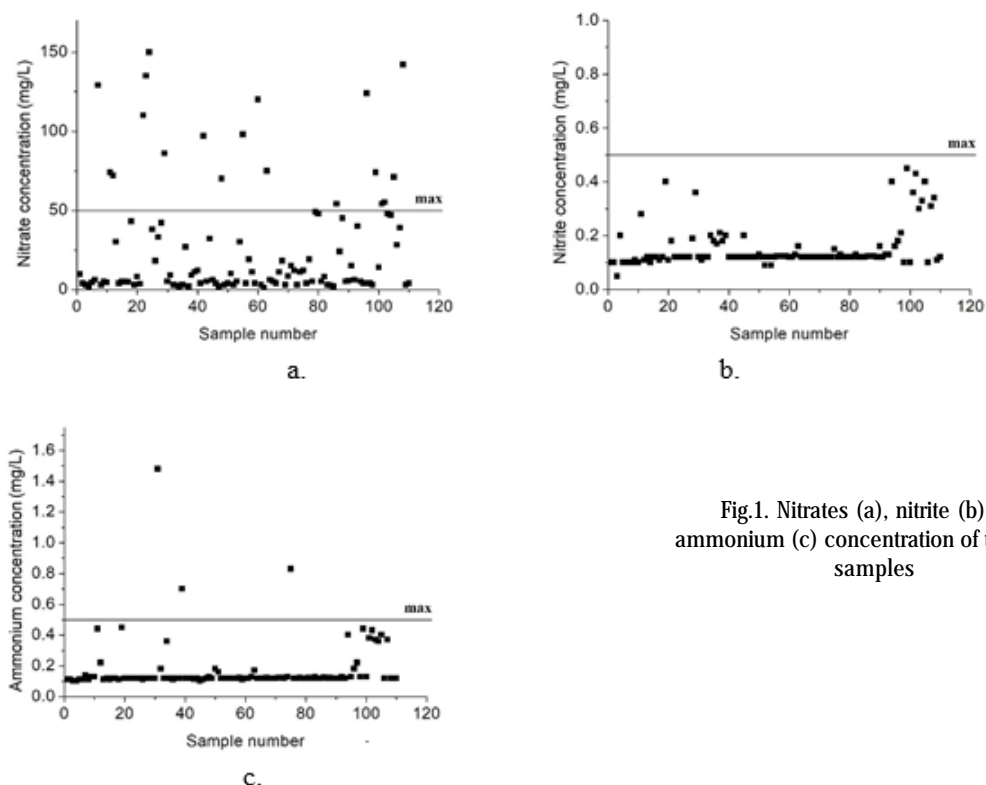 150
100
50
0
Nitrate concentration (mg/L)
max
0 20 40 60 80 100 120
Sample number
a.
1.0
0.8
0.6
0.4
0.2
0.0
Nitrite concentration (mg/L)
max
0 20 40 60 80 100 120
Sample number
b.
1.6
1.4
1.2
1.0
0.8
0.6
0.4
0.2
0.0
Ammonium concentration (mg/L)
max
0 20 40 60 80 100 120
Sample number
c.
Fig.1. Nitrates (a), nitrite (b)
ammonium (c) concentration of
samples